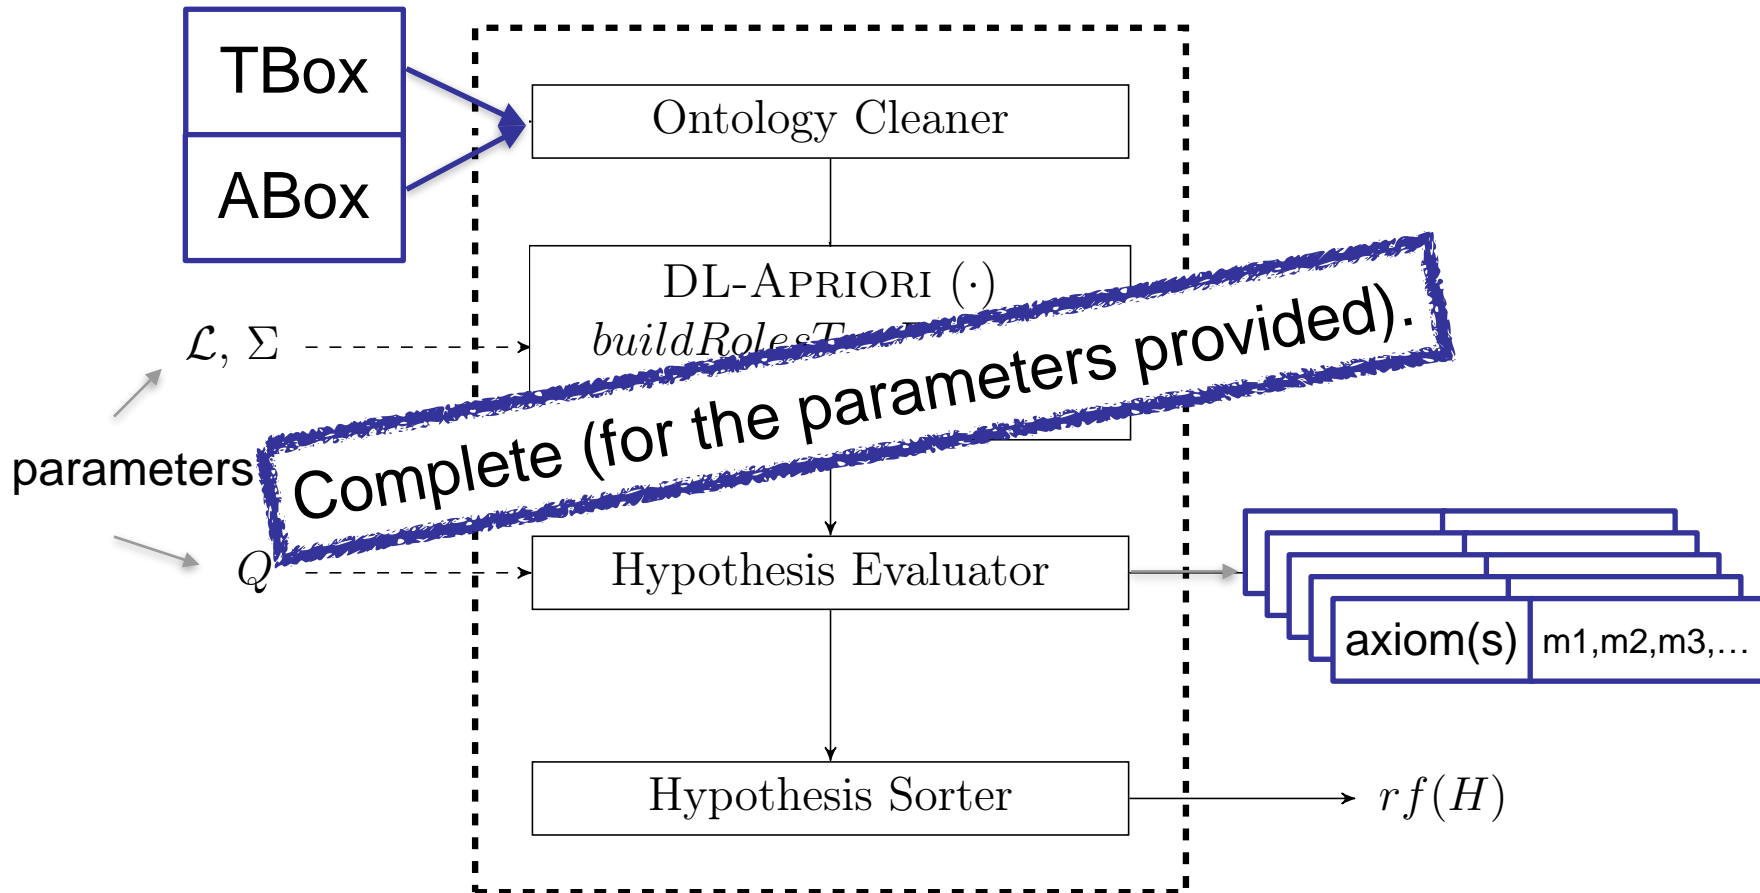 TBox
ABox
Ontology Cleaner
DL-APRIORI (·)
ℒ, Σ
parameters
Complete (for the parameters provided).
Q
Hypothesis Evaluator
axiom(s)
m1,m2,m3,...
Hypothesis Sorter
rf(H)